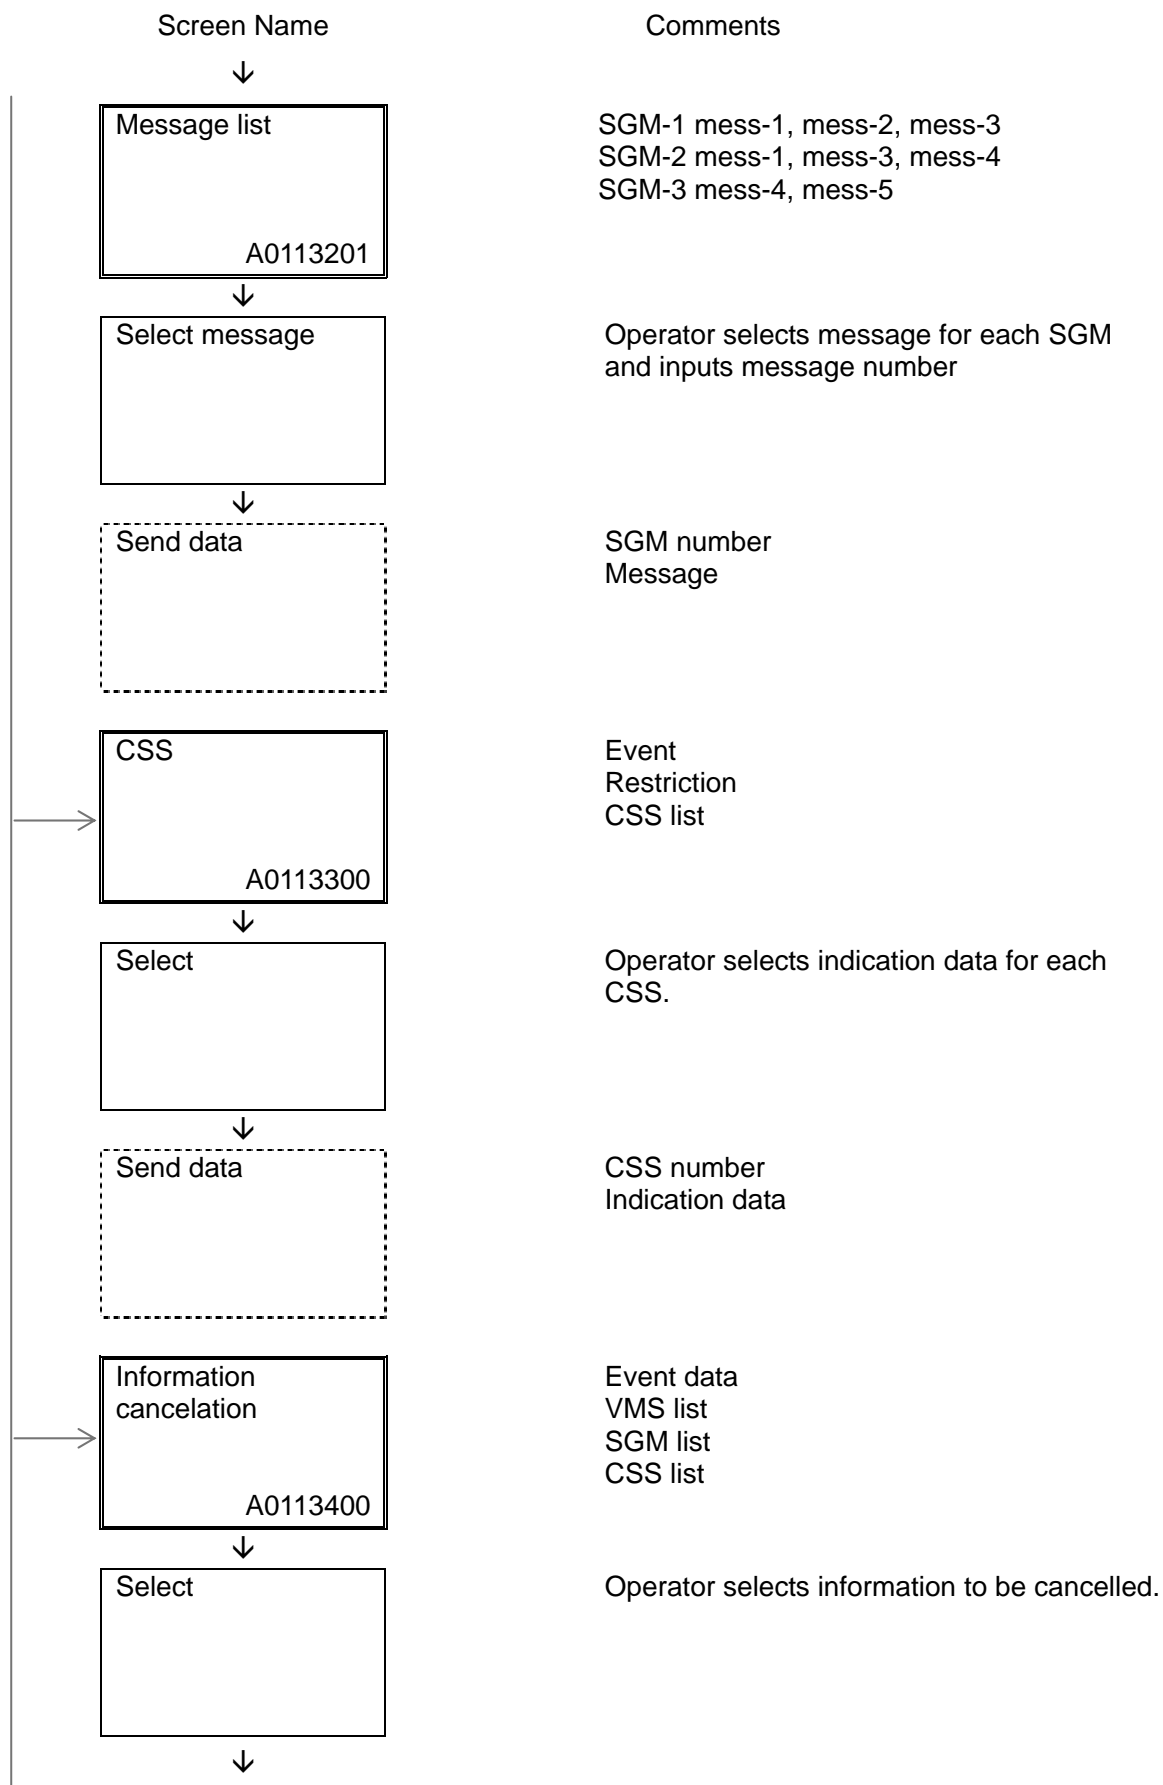 Screen Name
Comments
Message list
A0113201
SGM-1 mess-1, mess-2, mess-3
SGM-2 mess-1, mess-3, mess-4
SGM-3 mess-4, mess-5
Select message
Operator selects message for each SGM
and inputs message number
Send data
SGM number
Message
CSS
A0113300
Event
Restriction
CSS list
Select
Operator selects indication data for each
CSS.
Send data
CSS number
Indication data
Information
cancelation
A0113400
Event data
VMS list
SGM list
CSS list
Select
Operator selects information to be cancelled.